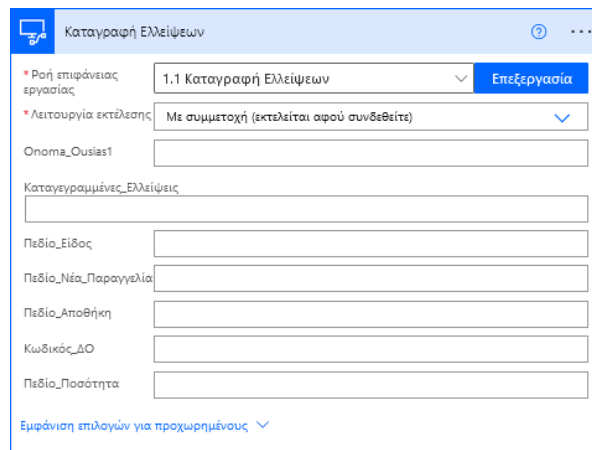 Καταγραφή Ελλείψεων
* Ροή επιφάνειας
εργασίας
1.1 Καταγραφή Ελλείψεων
Επεξεργασία
* Λειτουργία εκτέλεσης
Με συμμετοχή (εκτελείται αφού συνδεθείτε)
Onoma_Ousias1
Καταγεγραμμένες_Ελλείψεις
Πεδίο_Είδος
Πεδίο_Νέα_Παραγγελία
Πεδίο_Αποθήκη
Κωδικός_ΔΟ
Πεδίο_Ποσότητα
Εμφάνιση επιλογών για προχωρημένους